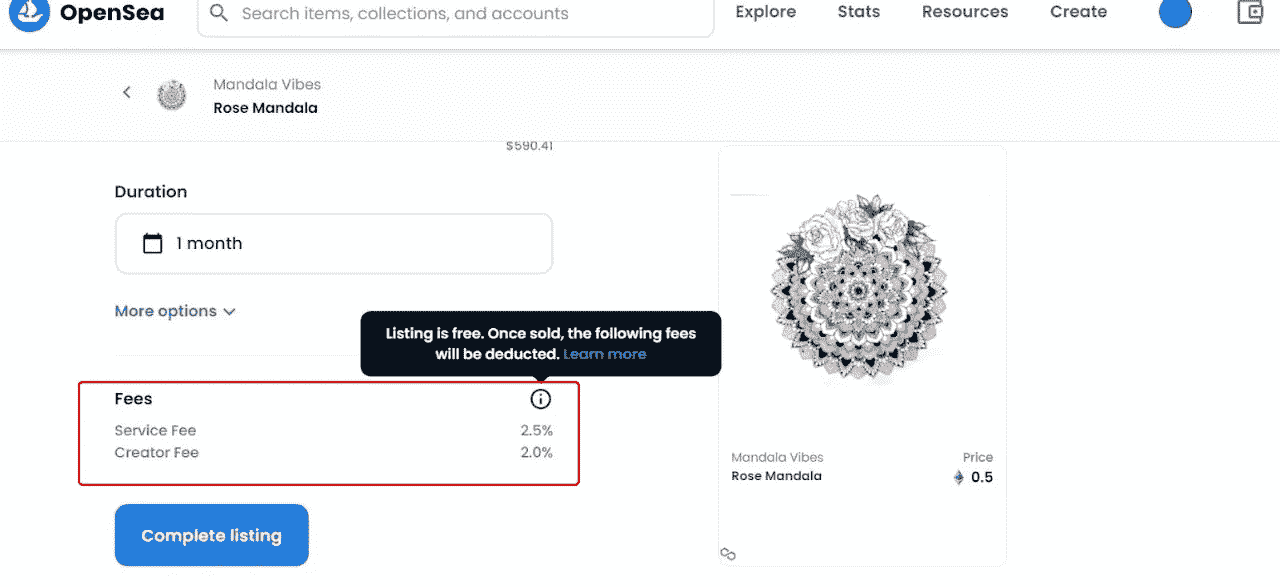 OpenSea
Search items, collections, and accounts
Explore
Stats
Resources
Create
Mandala Vibes
Rose Mandala
$590.41
Duration
1 month
More options
Listing is free. Once sold, the following fees
will be deducted. Learn more
Fees
Service Fee 2.5%
Creator Fee 2.0%
Complete listing
Mandala Vibes Price
Rose Mandala 0.5